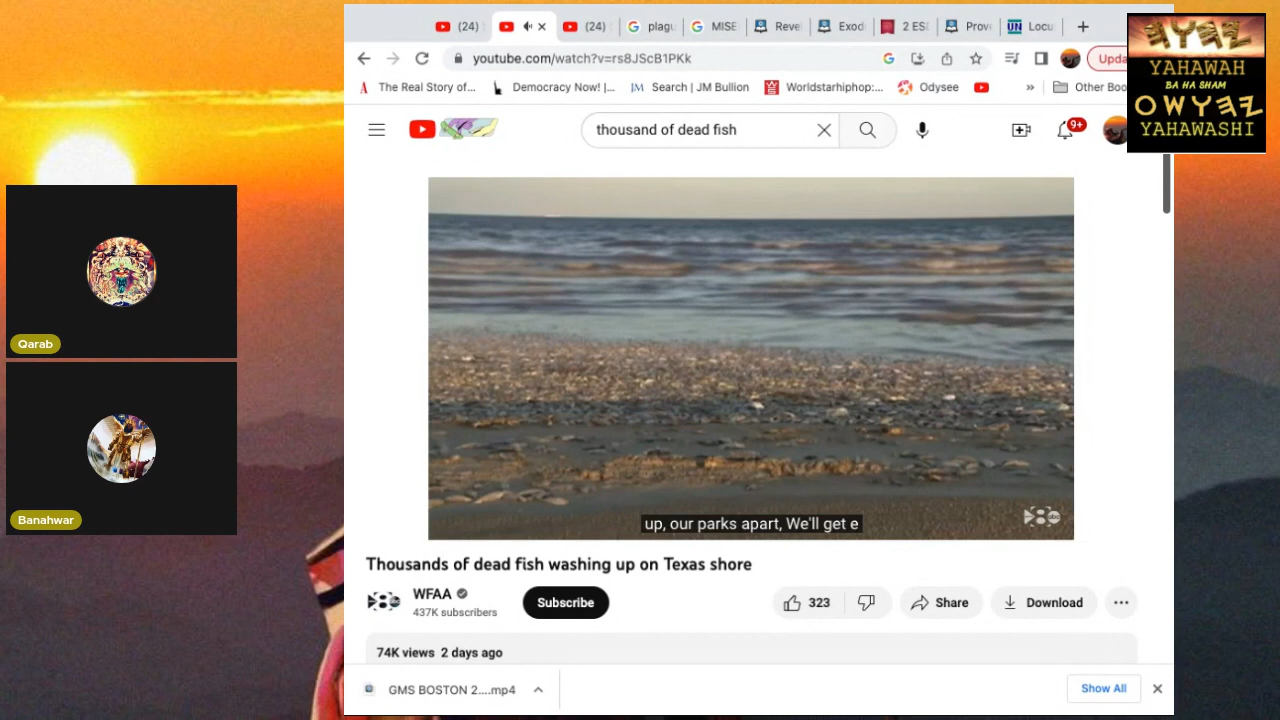 (24)
(24)
plagu
MISE
Reve
Exod
2 ESI
Prov
Locu
youtube.com/watch?v=rs8JScB1PKk
Upda
The Real Story of...
Democracy Now! |...
Search | JM Bullion
Worldstarhiphop:...
Odysee
»
Other Boo
thousand of dead fish
9+
YAHAWAH
BA HA SHAM
YAHAWASHI
Qarab
Banahwar
up, our parks apart, We'll get e
Thousands of dead fish washing up on Texas shore
WFAA
437K subscribers
Subscribe
323
Share
Download
74K views 2 days ago
GMS BOSTON 2....mp4
Show All